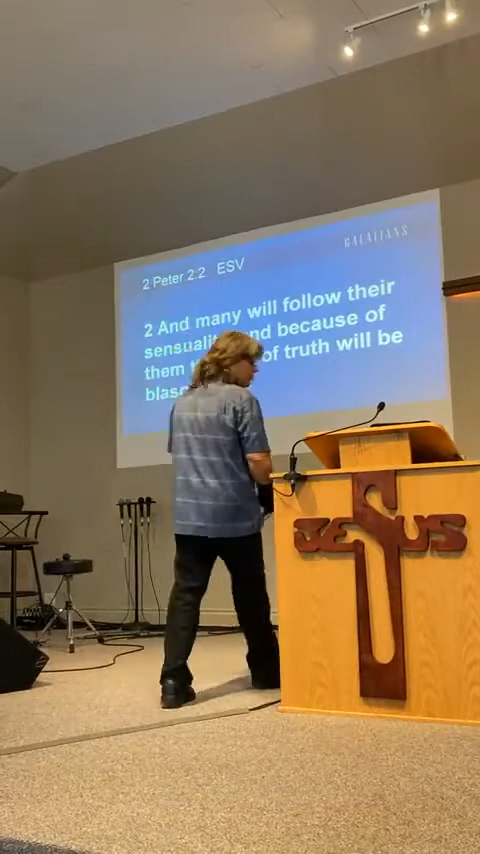 GALATIANS
2 Peter 2.2 ESV
2 And many will follow their
sensuality and because of
them of truth will be
JESUS